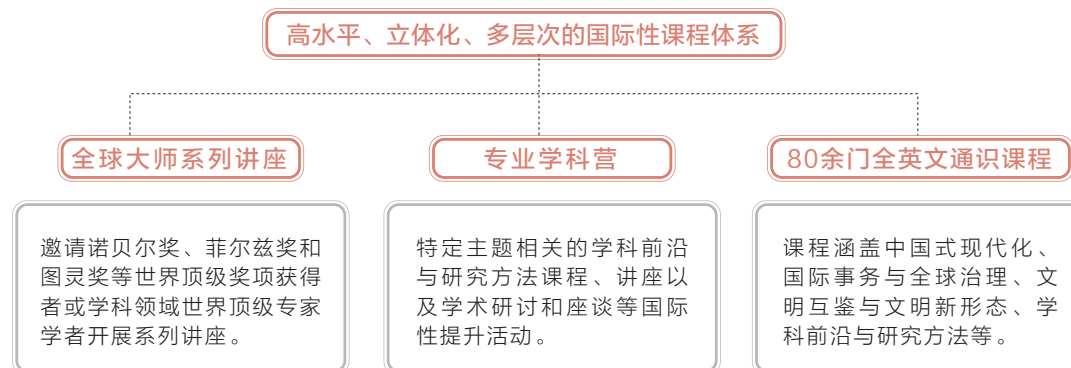 高水平、立体化、多层次的国际性课程体系
全球大师系列讲座
专业学科营
80余门全英文通识课程
邀请诺贝尔奖、菲尔兹奖和
图灵奖等世界顶级奖项获得
者或学科领域世界顶级专家
学者开展系列讲座。
特定主题相关的学科前沿
与研究方法课程、讲座以
及学术研讨和座谈等国际
性提升活动。
课程涵盖中国式现代化、
国际事务与全球治理、文
明互鉴与文明新形态、学
科前沿与研究方法等。